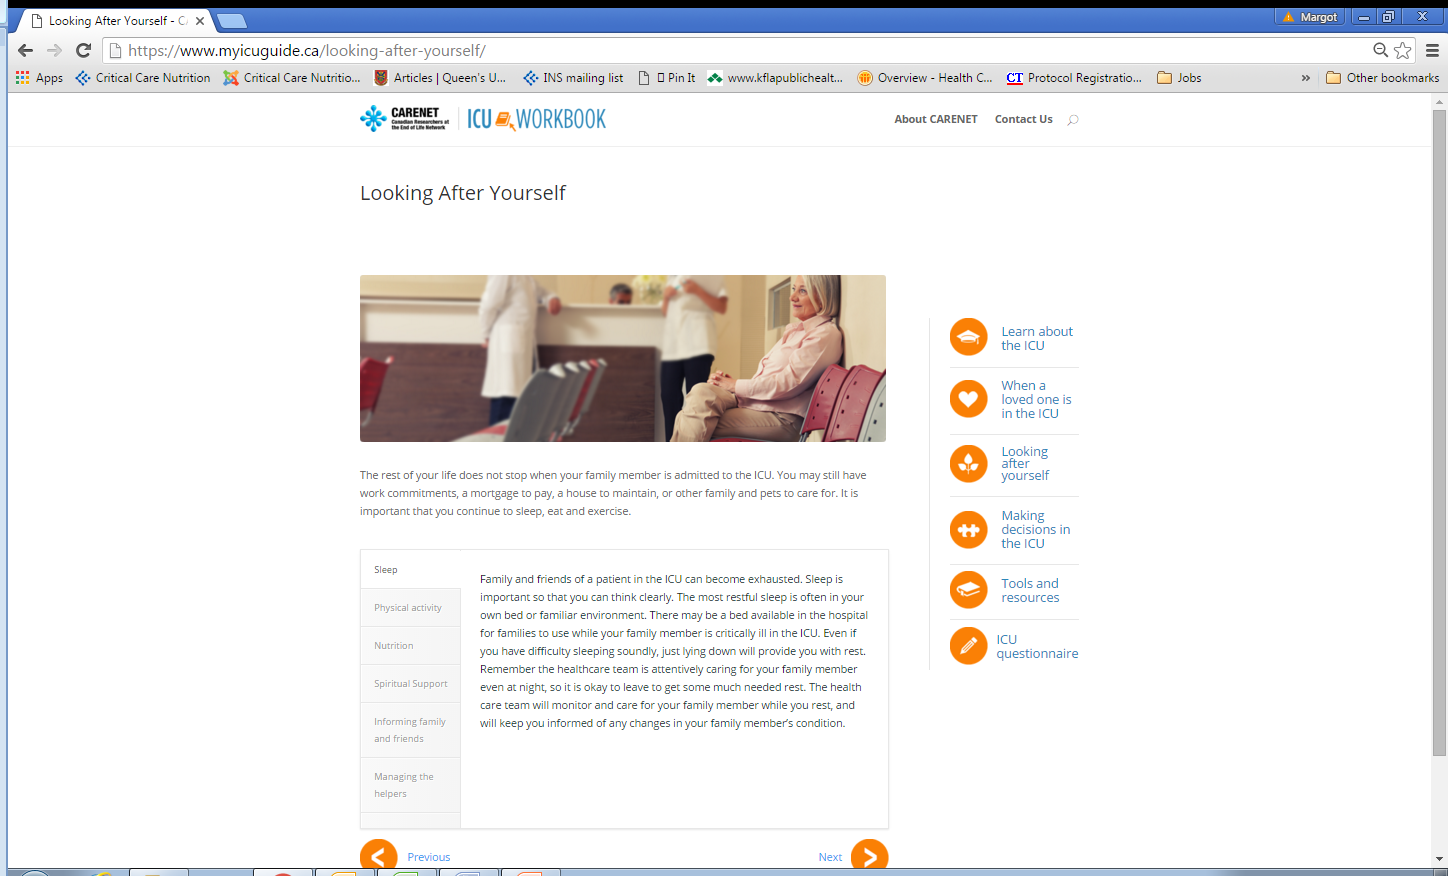 Looking After Yourself - CA
Margot
https://www.myicuguide.ca/looking-after-yourself/
Apps
Critical Care Nutrition
Critical Care Nutritio...
Articles | Queen's U...
INS mailing list
Pin It
www.kflapublichealt...
Overview - Health C...
CT Protocol Registratio...
Jobs
»
Other bookmarks
CARENET
Canadian Researchers at
the End of Life Network
ICU WORKBOOK
About CARENET
Contact Us
Looking After Yourself
Learn about
the ICU
When a
loved one is
in the ICU
Looking
after
yourself
Making
decisions in
the ICU
Tools and
resources
ICU
questionnaire
The rest of your life does not stop when your family member is admitted to the ICU. You may still have
work commitments, a mortgage to pay, a house to maintain, or other family and pets to care for. It is
important that you continue to sleep, eat and exercise.
Sleep
Physical activity
Nutrition
Spiritual Support
Informing family
and friends
Managing the
helpers
Family and friends of a patient in the ICU can become exhausted. Sleep is
important so that you can think clearly. The most restful sleep is often in your
own bed or familiar environment. There may be a bed available in the hospital
for families to use while your family member is critically ill in the ICU. Even if
you have difficulty sleeping soundly, just lying down will provide you with rest.
Remember the healthcare team is attentively caring for your family member
even at night, so it is okay to leave to get some much needed rest. The health
care team will monitor and care for your family member while you rest, and
will keep you informed of any changes in your family member's condition.
Previous
Next